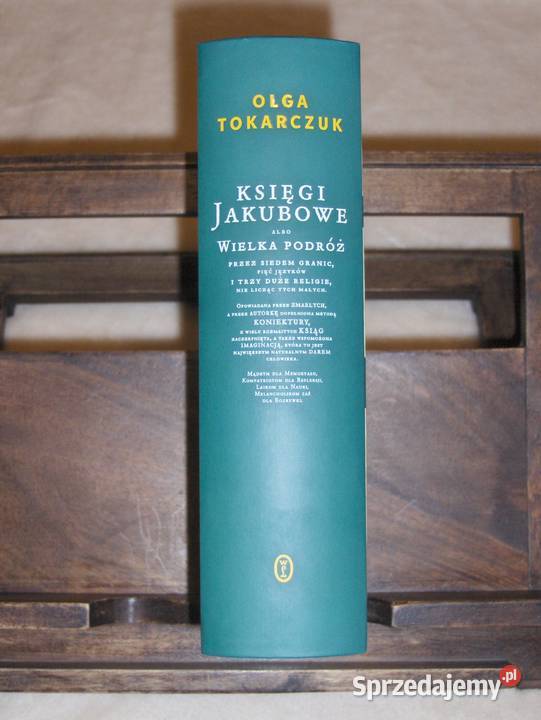 OLGA
TOKARCZUK
KSIĘGI
JAKUBOWE
ALBO
WIELKA PODRÓŻ
PRZEZ SIEDEM GRANIC,
PIĘĆ JĘZYKÓW
I TRZY DUŻE RELIGIE,
NIE LICZĄC TYCH MAŁYCH.
OPOWIADANA PRZEZ ZMARŁYCH,
A PRZEZ AUTORKĘ DOPEŁNIONA METODĄ
KONIEKTURY,
Z WIELU ROZMAITYCH KSIĄG
ZACZERPNIĘTA, A TAKŻE WSPOMOŻONA
IMAGINACJĄ, KTÓRA TO JEST
NAJWIĘKSZYM NATURALNYM DAREM
CZŁOWIEKA.
MĄDRYM DLA MEMORYAŁU,
KOMPATRIOTOM DLA REFLEKSJI,
LAIKOM DLA NAUKI,
MELANCHOLIKOM ZAŚ
DLA ROZRYWKI.
WL
Sprzedajemy.pl